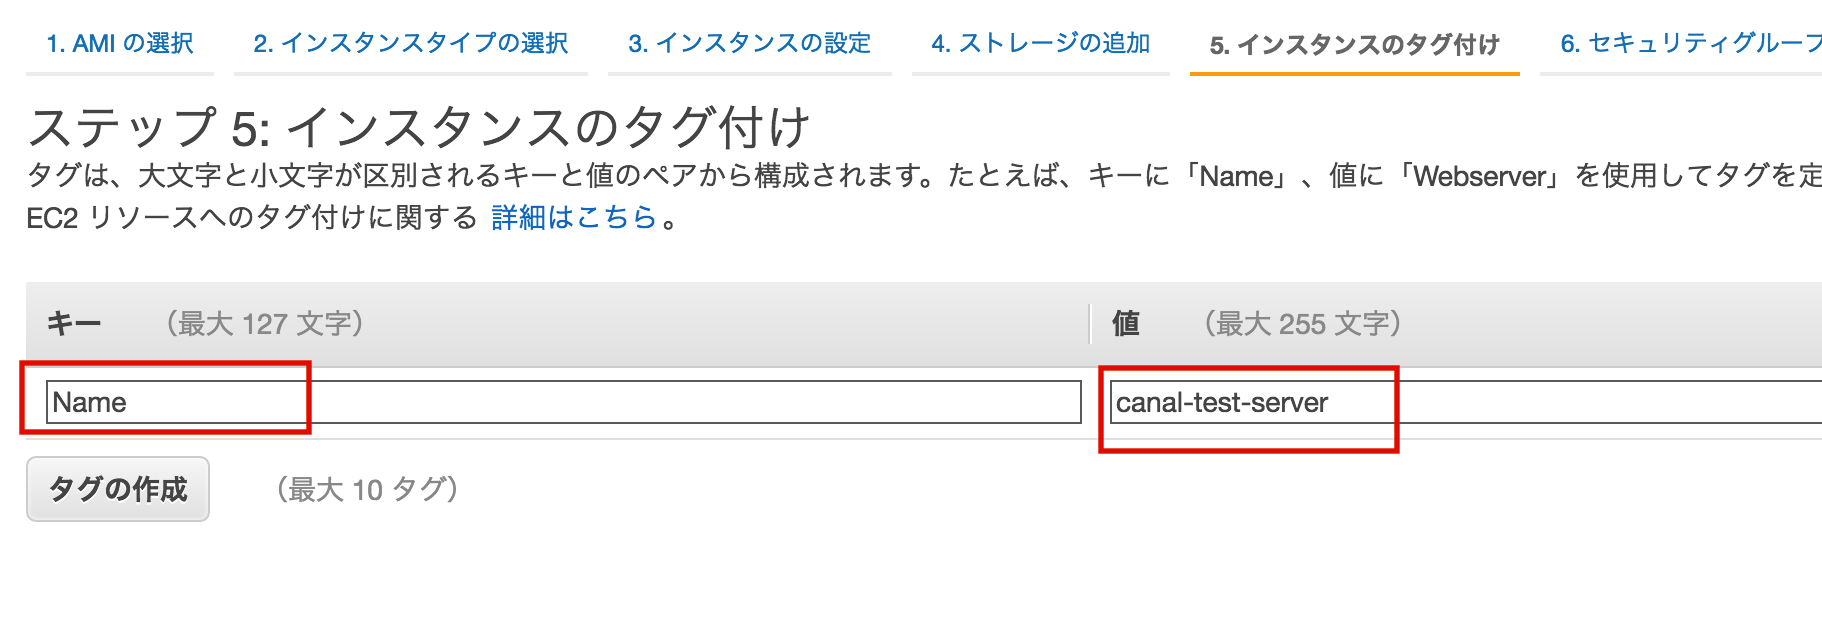 1. AMI の選択 2. インスタンスタイプの選択 3. インスタンスの設定 4. ストレージの追加 5. インスタンスのタグ付け 6. セキュリティグループ
ステップ 5: インスタンスのタグ付け
タグは、大文字と小文字が区別されるキーと値のペアから構成されます。たとえば、キーに「Name」、値に「Webserver」を使用してタグを定
EC2 リソースへのタグ付けに関する 詳細はこちら。
キー （最大 127 文字） 値 （最大 255 文字）
Name canal-test-server
タグの作成 （最大 10 タグ）